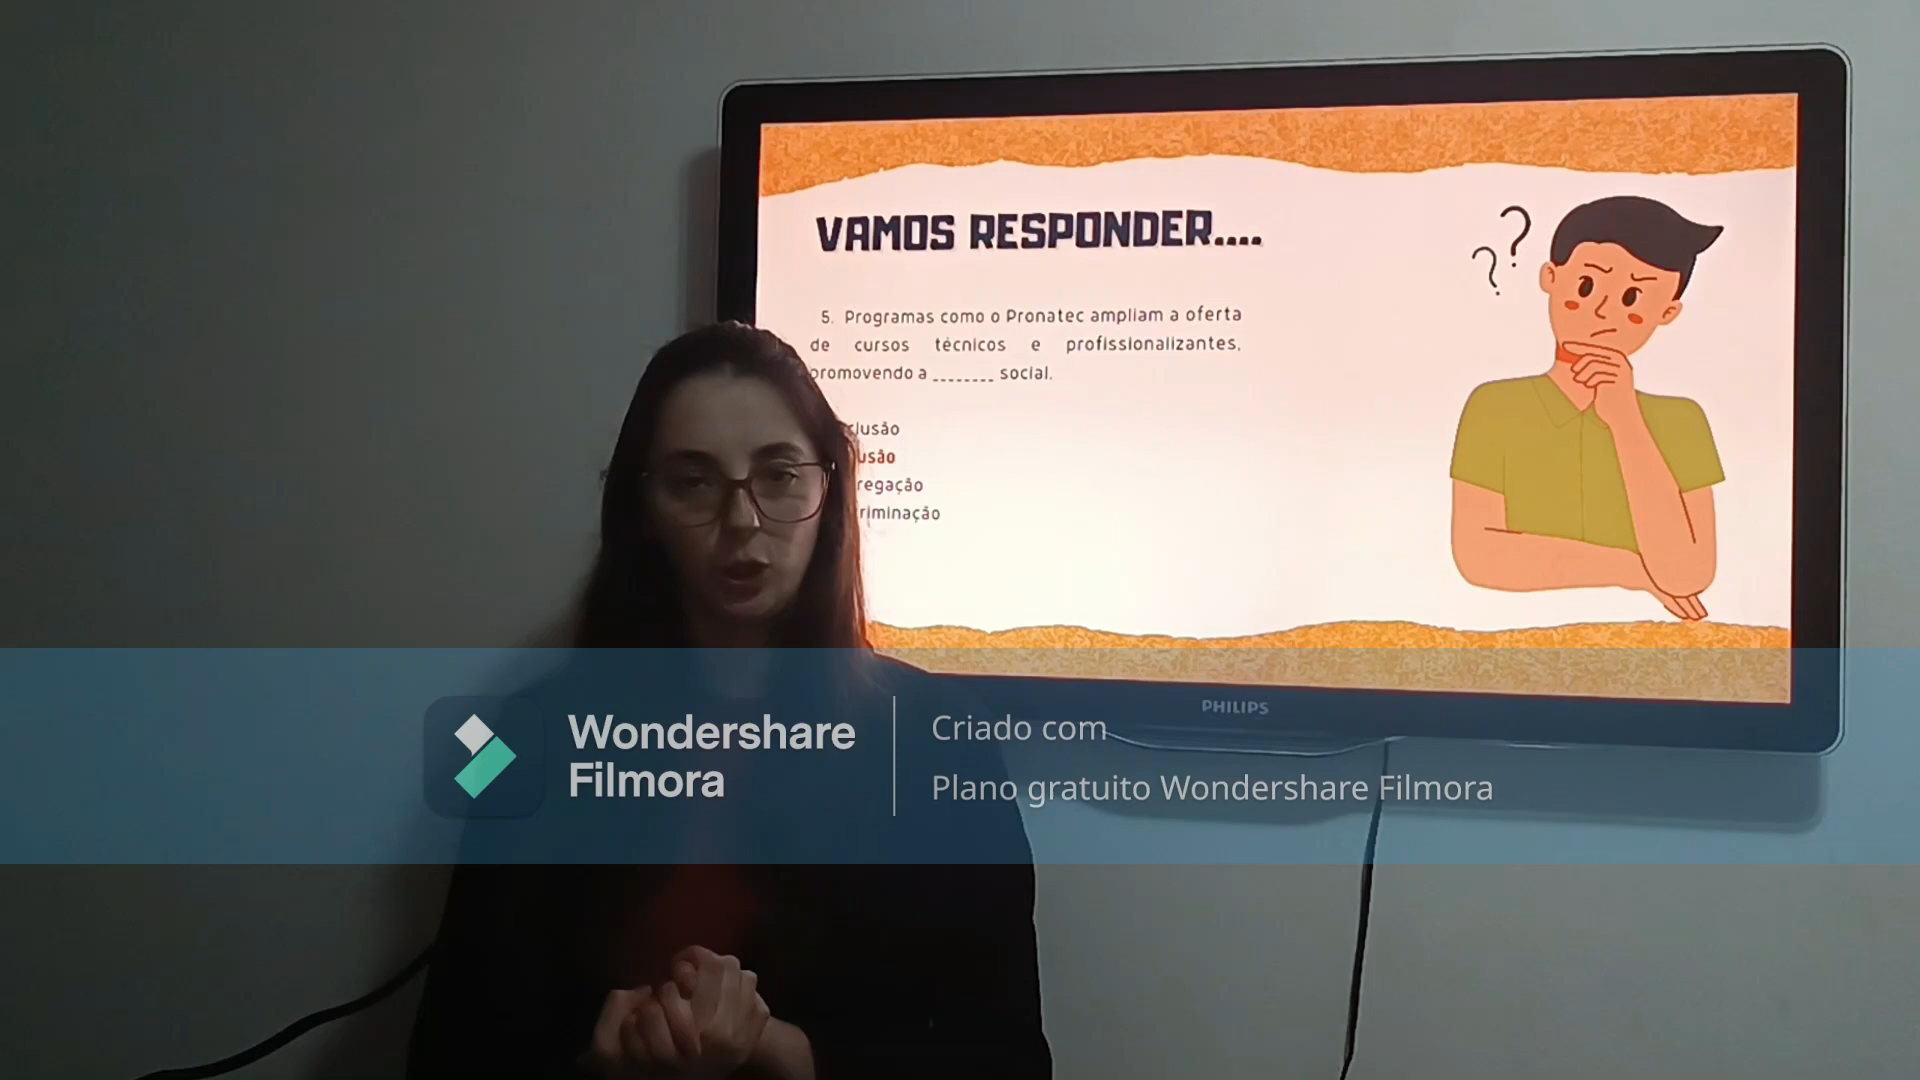 VAMOS RESPONDER....
? ?
5. Programas como o Pronatec ampliam a oferta
de cursos técnicos e profissionalizantes,
promovendo a ________ social.
clusão
usão
regação
riminação
PHILIPS
Wondershare
Filmora
Criado com
Plano gratuito Wondershare Filmora